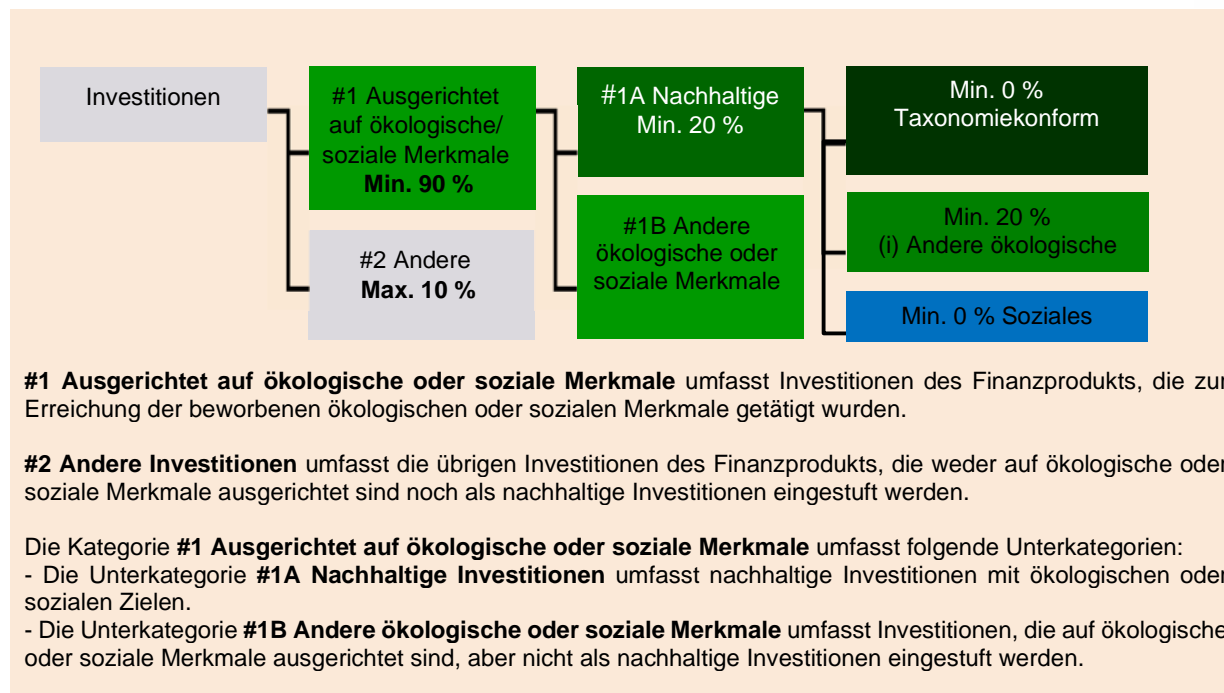 Investitionen
#1 Ausgerichtet
auf ökologische/
soziale Merkmale
Min. 90 %
#2 Andere
Max. 10 %
#1A Nachhaltige
Min. 20 %
#1B Andere
ökologische oder
soziale Merkmale
Min. 0 %
Taxonomiekonform
Min. 20 %
(i) Andere ökologische
Min. 0 % Soziales
#1 Ausgerichtet auf ökologische oder soziale Merkmale umfasst Investitionen des Finanzprodukts, die zur
Erreichung der beworbenen ökologischen oder sozialen Merkmale getätigt wurden.
#2 Andere Investitionen umfasst die übrigen Investitionen des Finanzprodukts, die weder auf ökologische oder
soziale Merkmale ausgerichtet sind noch als nachhaltige Investitionen eingestuft werden.
Die Kategorie #1 Ausgerichtet auf ökologische oder soziale Merkmale umfasst folgende Unterkategorien:
- Die Unterkategorie #1A Nachhaltige Investitionen umfasst nachhaltige Investitionen mit ökologischen oder
sozialen Zielen.
- Die Unterkategorie #1B Andere ökologische oder soziale Merkmale umfasst Investitionen, die auf ökologische
oder soziale Merkmale ausgerichtet sind, aber nicht als nachhaltige Investitionen eingestuft werden.